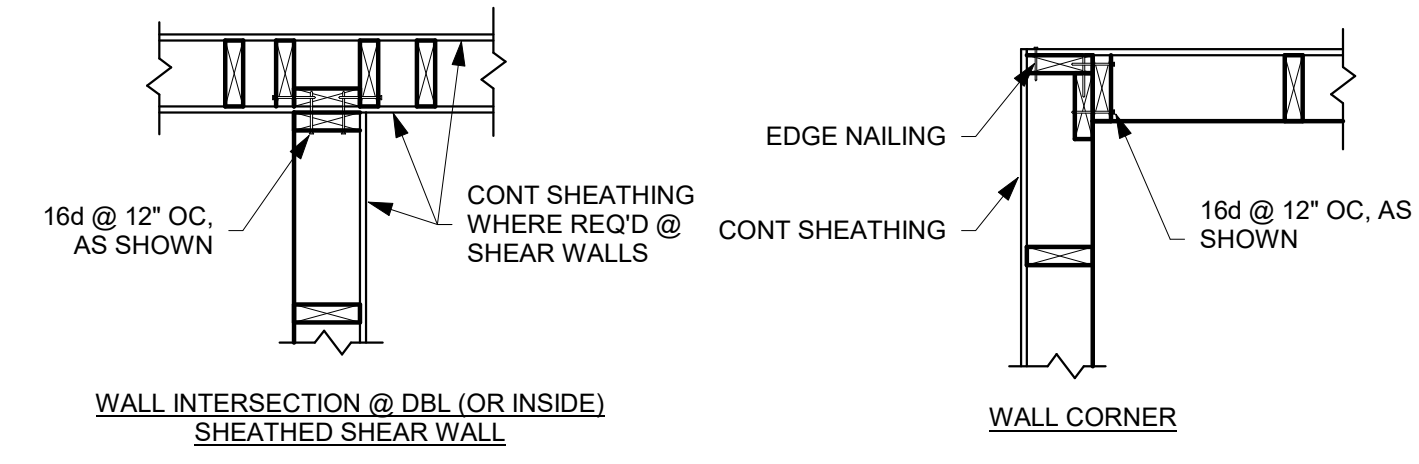 16d @ 12" OC,
AS SHOWN
CONT SHEATHING
WHERE REQ'D @
SHEAR WALLS
WALL INTERSECTION @ DBL (OR INSIDE)
SHEATHED SHEAR WALL
EDGE NAILING
CONT SHEATHING
16d @ 12" OC, AS
SHOWN
WALL CORNER